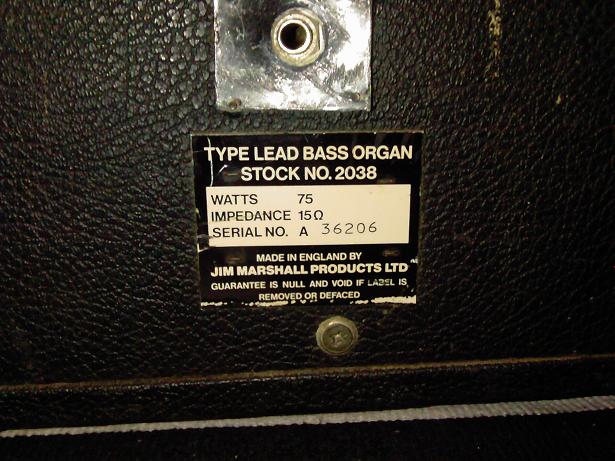 TYPE LEAD BASS ORGAN
STOCK NO. 2038
WATTS 75
IMPEDANCE 15Ω
SERIAL NO. A 36206
MADE IN ENGLAND BY
JIM MARSHALL PRODUCTS LTD
GUARANTEE IS NULL AND VOID IF LABEL IS
REMOVED OR DEFACED